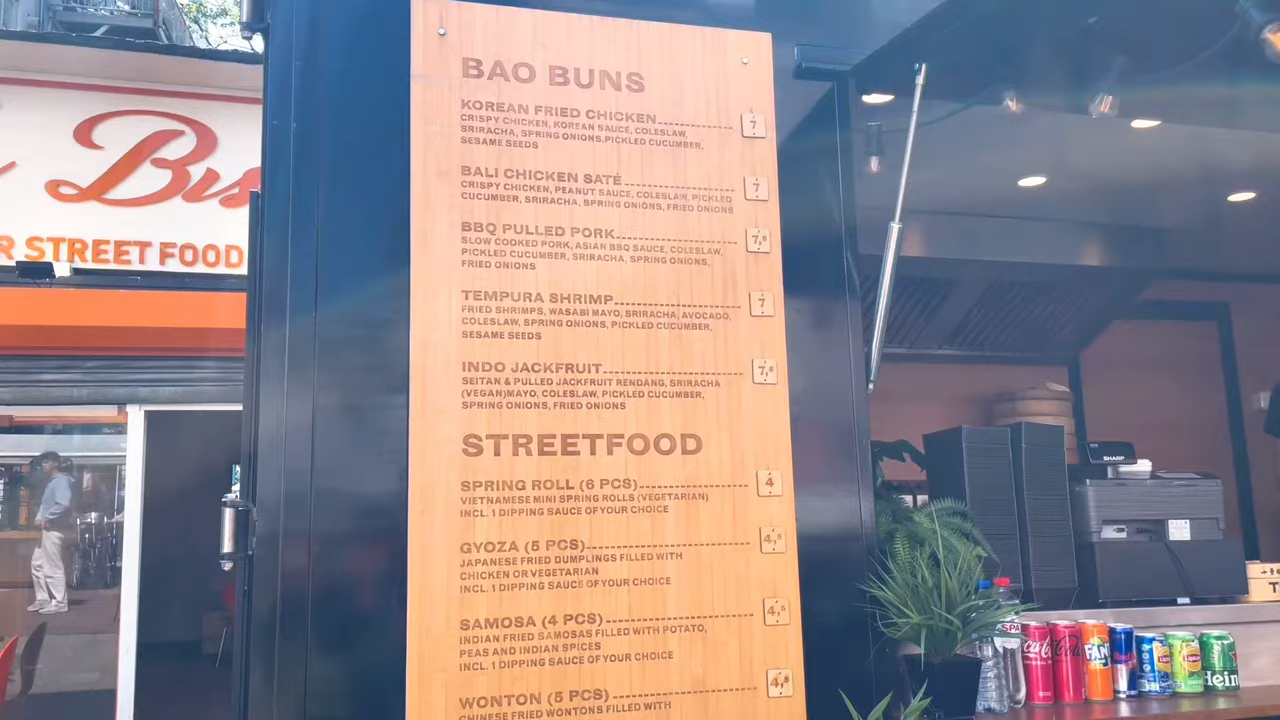 Bis
R STREET FOOD
BAO BUNS
KOREAN FRIED CHICKEN 7
CRISPY CHICKEN, KOREAN SAUCE, COLESLAW,
SRIRACHA, SPRING ONIONS,PICKLED CUCUMBER,
SESAME SEEDS
BALI CHICKEN SATÉ 7
CRISPY CHICKEN, PEANUT SAUCE, COLESLAW, PICKLED
CUCUMBER, SRIRACHA, SPRING ONIONS, FRIED ONIONS
BBQ PULLED PORK 7,5
SLOW COOKED PORK, ASIAN BBQ SAUCE, COLESLAW,
PICKLED CUCUMBER, SRIRACHA, SPRING ONIONS,
FRIED ONIONS
TEMPURA SHRIMP 7
FRIED SHRIMPS, WASABI MAYO, SRIRACHA, AVOCADO,
COLESLAW, SPRING ONIONS, PICKLED CUCUMBER,
SESAME SEEDS
INDO JACKFRUIT 7,5
SEITAN & PULLED JACKFRUIT RENDANG, SRIRACHA
(VEGAN)MAYO, COLESLAW, PICKLED CUCUMBER,
SPRING ONIONS, FRIED ONIONS
STREETFOOD
SPRING ROLL (6 PCS) 4
VIETNAMESE MINI SPRING ROLLS (VEGETARIAN)
INCL. 1 DIPPING SAUCE OF YOUR CHOICE
GYOZA (5 PCS) 4,5
JAPANESE FRIED DUMPLINGS FILLED WITH
CHICKEN OR VEGETARIAN
INCL. 1 DIPPING SAUCE OF YOUR CHOICE
SAMOSA (4 PCS) 4,5
INDIAN FRIED SAMOSAS FILLED WITH POTATO,
PEAS AND INDIAN SPICES
INCL. 1 DIPPING SAUCE OF YOUR CHOICE
WONTON (5 PCS) 4,5
CHINESE FRIED WONTONS FILLED WITH
SHARP
SPA
Coca-Cola
FAN
Lipton
Hein